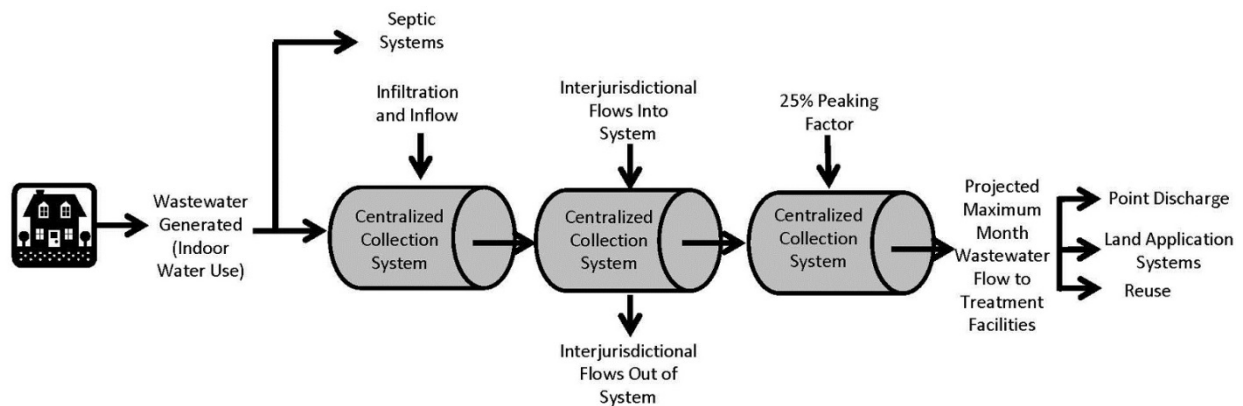 Septic
Systems
Infiltration
and Inflow
Interjurisdictional
Flows Into
System
25% Peaking
Factor
Wastewater
Generated
(Indoor
Water Use)
Centralized
Collection
System
Centralized
Collection
System
Centralized
Collection
System
Projected
Maximum
Month
Wastewater
Flow to
Treatment
Facilities
Point Discharge
Land Application
Systems
Reuse
Interjurisdictional
Flows Out of
System